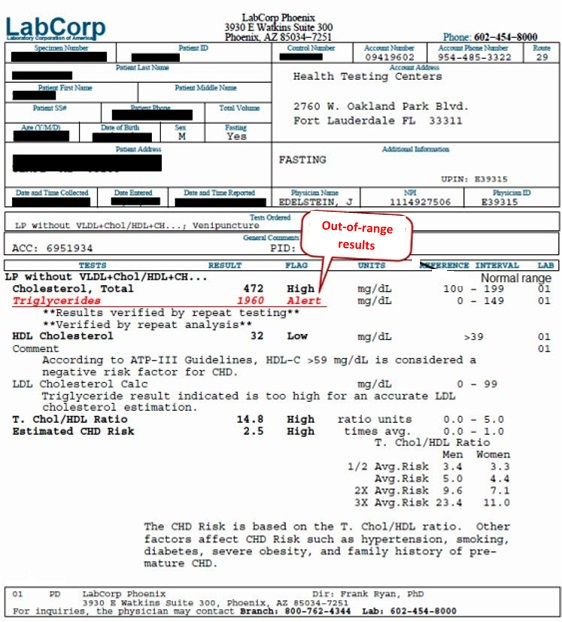 LabCorp
Laboratory Corporation of America
LabCorp Phoenix
3930 E Watkins Suite 300
Phoenix, AZ 85034-7251
Phone: 602-454-8000
Specimen Number
Patient ID
Control Number
Account Number
Account Phone Number
Route
09419602
954-485-3322
29
Patient Last Name
Account Address
Health Testing Centers
Patient First Name
Patient Middle Name
2760 W. Oakland Park Blvd.
Fort Lauderdale FL 33311
Patient SS#
Patient Phone
Total Volume
Age (Y/M/D)
Date of Birth
Sex
Fasting
M
Yes
Patient Address
Additional Information
FASTING
UPIN: E39315
Date and Time Collected
Date Entered
Date and Time Reported
Physician Name
NPI
Physician ID
EDELSTEIN, J
1114927506
E39315
Tests Ordered
LP without VLDL+Chol/HDL+CH...; Venipuncture
General Comments
ACC: 6951934
PID:
Out-of-range
results
TESTS RESULT FLAG UNITS REFERENCE INTERVAL LAB
Normal range
LP without VLDL+Chol/HDL+CH...
Cholesterol, Total 472 High mg/dL 100 - 199 01
Triglycerides 1960 Alert mg/dL 0 - 149 01
**Results verified by repeat testing**
**Verified by repeat analysis**
HDL Cholesterol 32 Low mg/dL >39 01
Comment 01
According to ATP-III Guidelines, HDL-C >59 mg/dL is considered a
negative risk factor for CHD.
LDL Cholesterol Calc mg/dL 0 - 99
Triglyceride result indicated is too high for an accurate LDL
cholesterol estimation.
T. Chol/HDL Ratio 14.8 High ratio units 0.0 - 5.0
Estimated CHD Risk 2.5 High times avg. 0.0 - 1.0
T. Chol/HDL Ratio
Men Women
1/2 Avg.Risk 3.4 3.3
Avg.Risk 5.0 4.4
2X Avg.Risk 9.6 7.1
3X Avg.Risk 23.4 11.0
The CHD Risk is based on the T. Chol/HDL ratio. Other
factors affect CHD Risk such as hypertension, smoking,
diabetes, severe obesity, and family history of pre-
mature CHD.
01 PD LabCorp Phoenix Dir: Frank Ryan, PhD
3930 E Watkins Suite 300, Phoenix, AZ 85034-7251
For inquiries, the physician may contact Branch: 800-762-4344 Lab: 602-454-8000